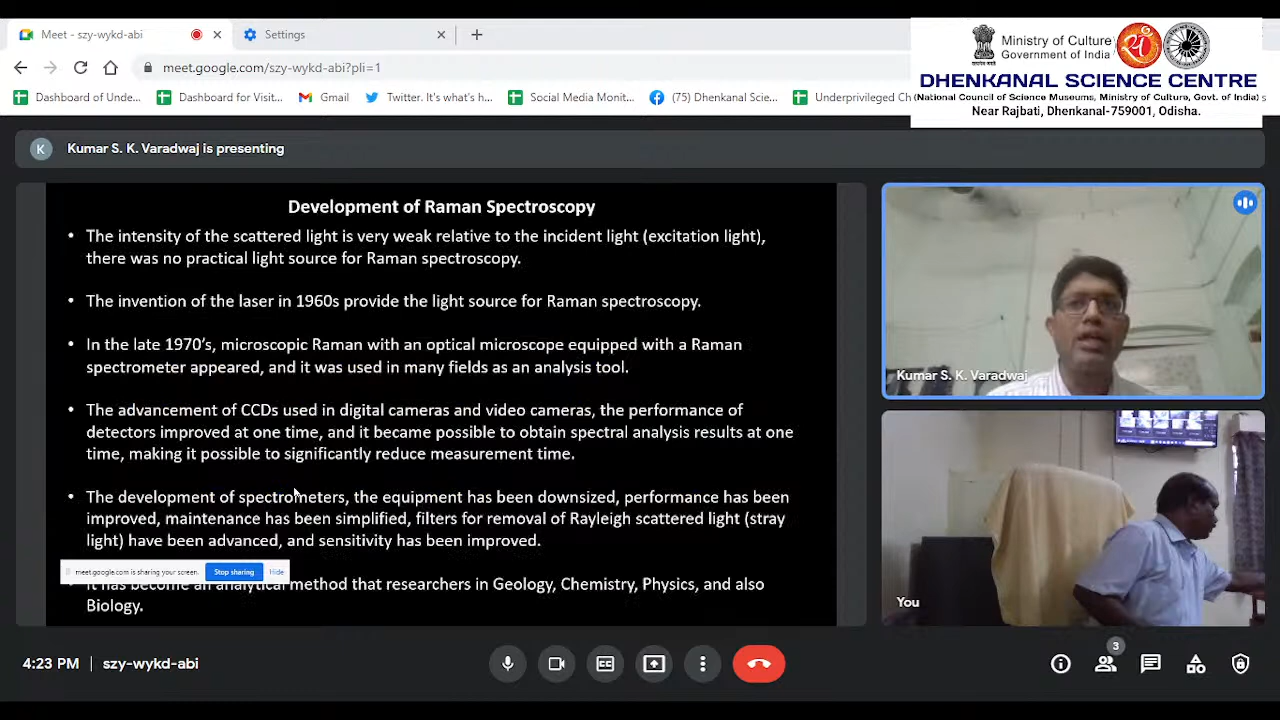 Meet - szy-wykd-abi
Settings
meet.google.com/szy-wykd-abi?pli=1
Dashboard of Unde...
Dashboard for Visit...
Gmail
Twitter. It's what's h...
Social Media Monit...
(75) Dhenkanal Scie...
Underprivileged Ch
Ministry of Culture
Government of India
DHENKANAL SCIENCE CENTRE
(National Council of Science Museums, Ministry of Culture, Govt. of India)
Near Rajbati, Dhenkanal-759001, Odisha.
K
Kumar S. K. Varadwaj is presenting
Development of Raman Spectroscopy
• The intensity of the scattered light is very weak relative to the incident light (excitation light),
there was no practical light source for Raman spectroscopy.
• The invention of the laser in 1960s provide the light source for Raman spectroscopy.
• In the late 1970's, microscopic Raman with an optical microscope equipped with a Raman
spectrometer appeared, and it was used in many fields as an analysis tool.
• The advancement of CCDs used in digital cameras and video cameras, the performance of
detectors improved at one time, and it became possible to obtain spectral analysis results at one
time, making it possible to significantly reduce measurement time.
• The development of spectrometers, the equipment has been downsized, performance has been
improved, maintenance has been simplified, filters for removal of Rayleigh scattered light (stray
light) have been advanced, and sensitivity has been improved.
meet.google.com is sharing your screen.
Stop sharing
Hide
It has become an analytical method that researchers in Geology, Chemistry, Physics, and also
Biology.
Kumar S. K. Varadwaj
You
4:23 PM | szy-wykd-abi
3